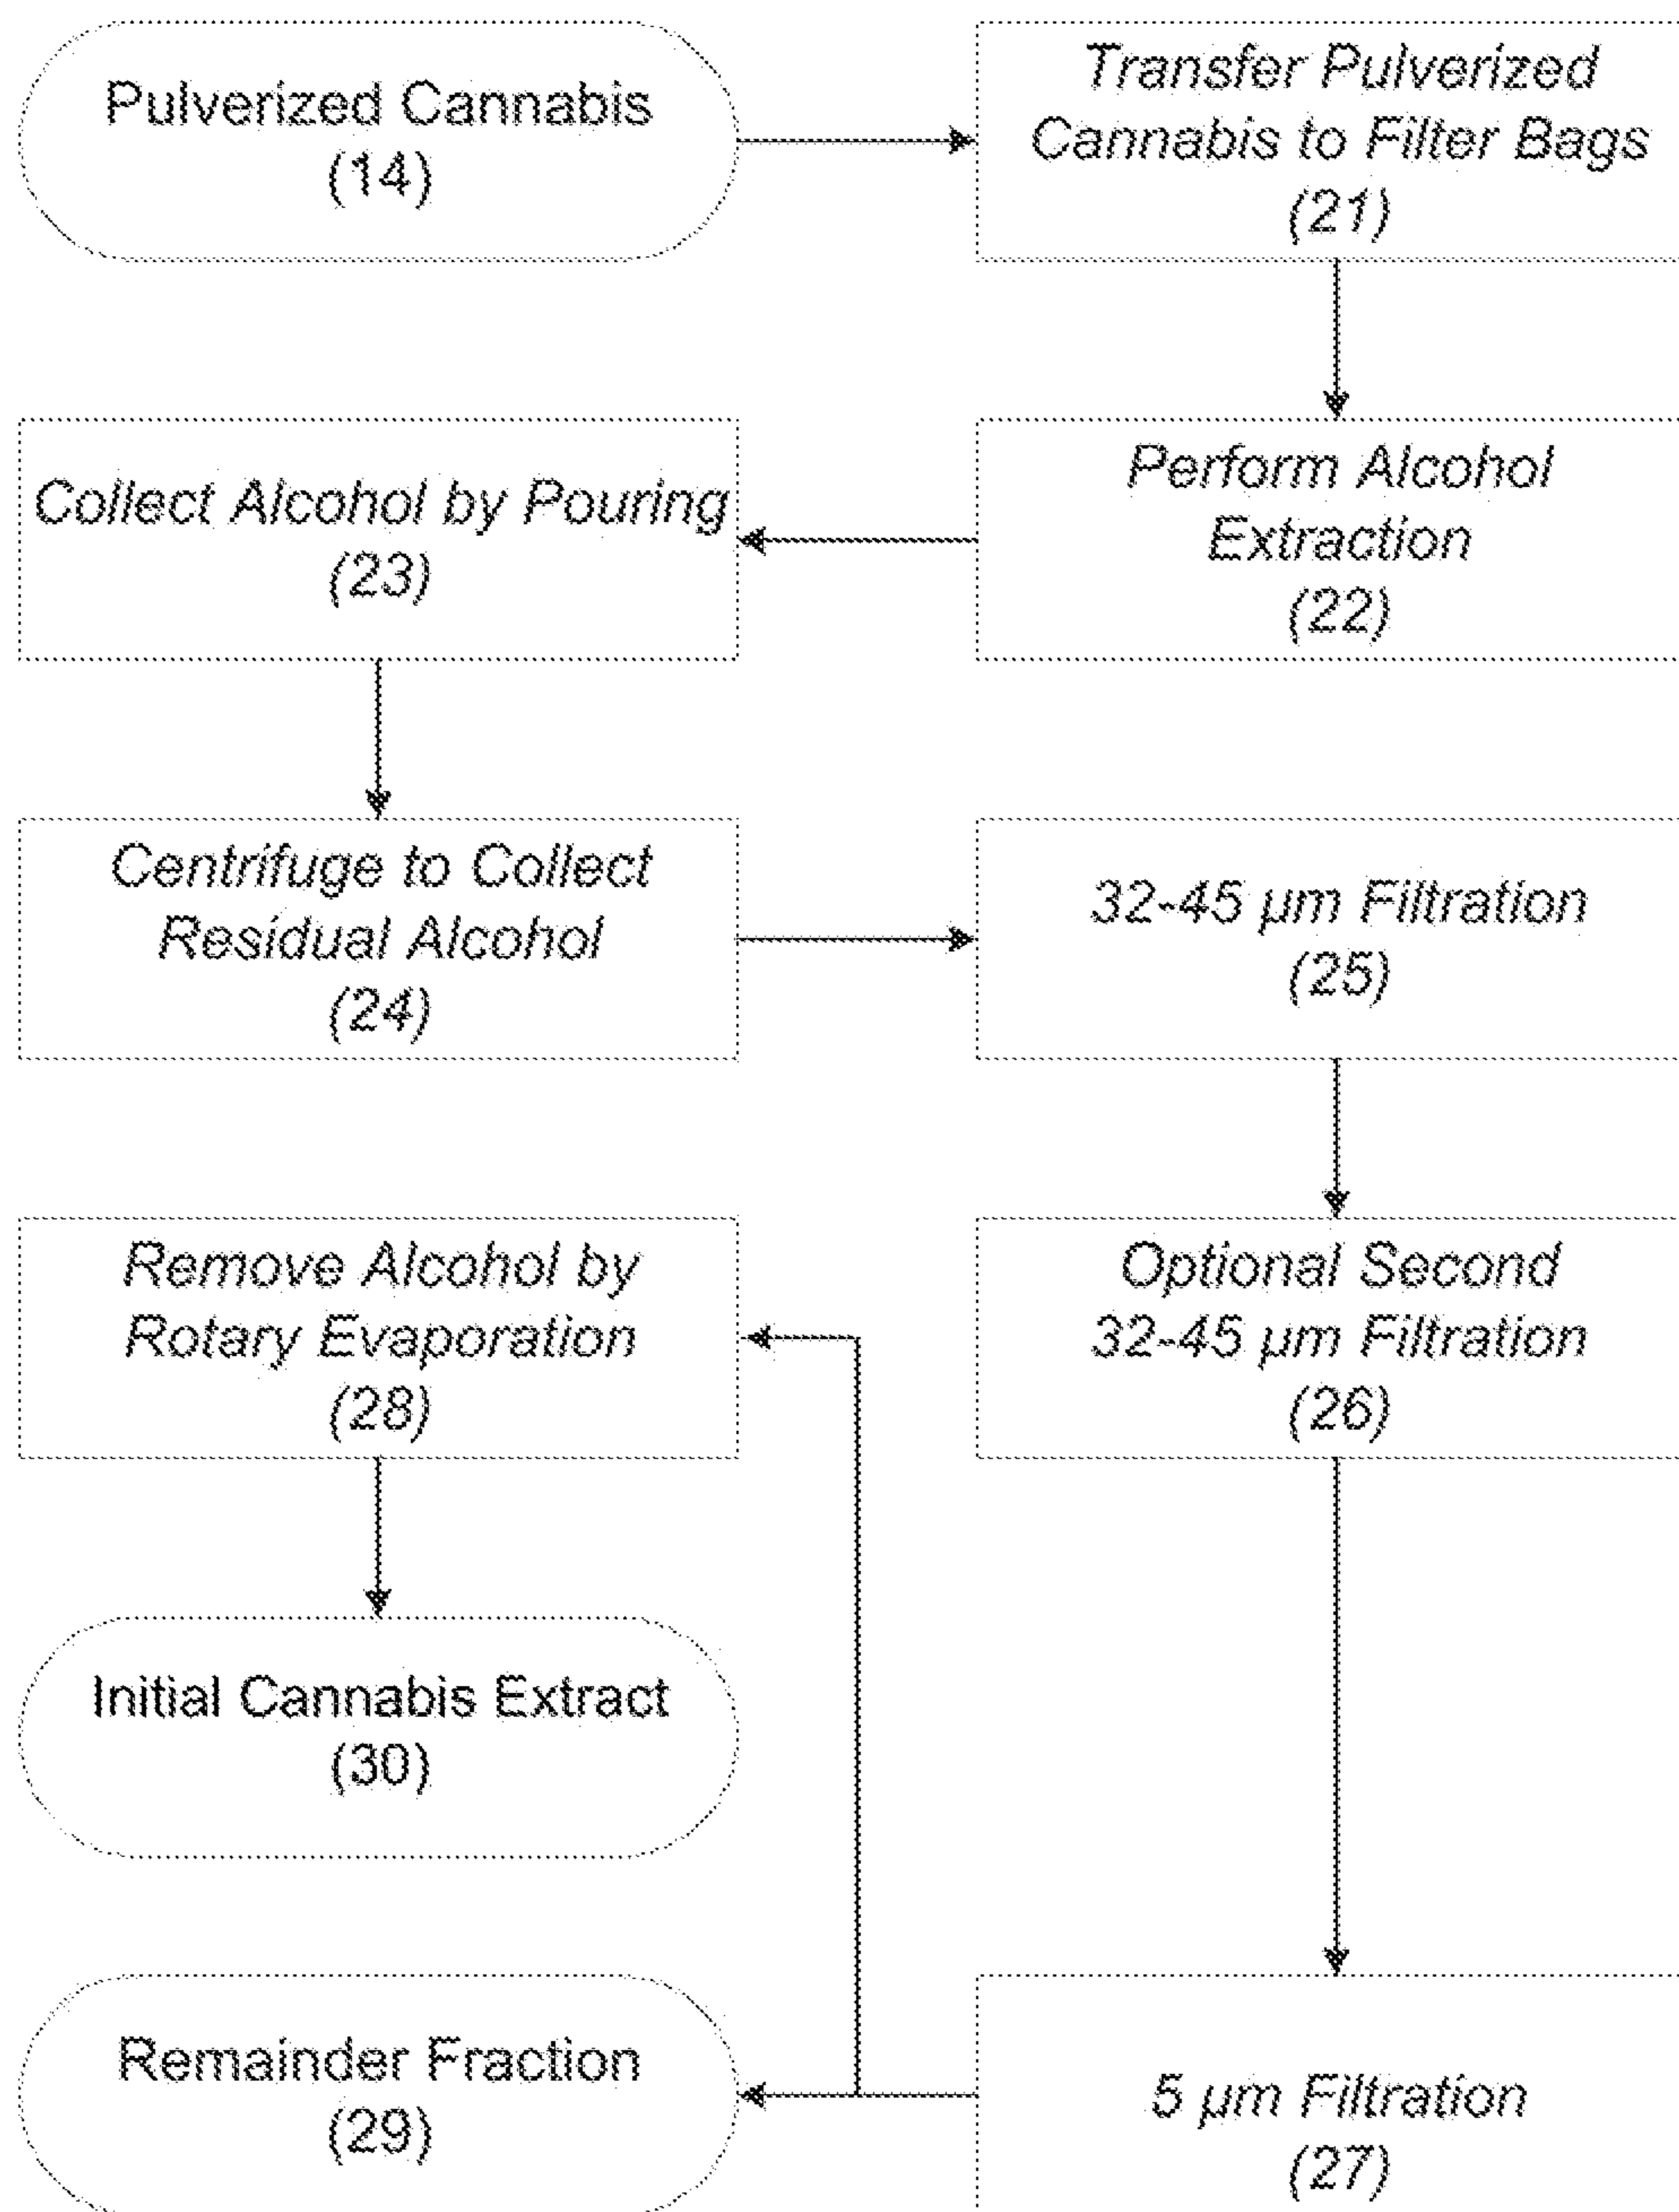 Pulverized Cannabis
(14)
Transfer Pulverized
Cannabis to Filter Bags
(21)
Collect Alcohol by Pouring
(23)
Perform Alcohol
Extraction
(22)
Centrifuge to Collect
Residual Alcohol
(24)
32-45 µm Filtration
(25)
Remove Alcohol by
Rotary Evaporation
(28)
Optional Second
32-45 µm Filtration
(26)
Initial Cannabis Extract
(30)
Remainder Fraction
(29)
5 µm Filtration
(27)